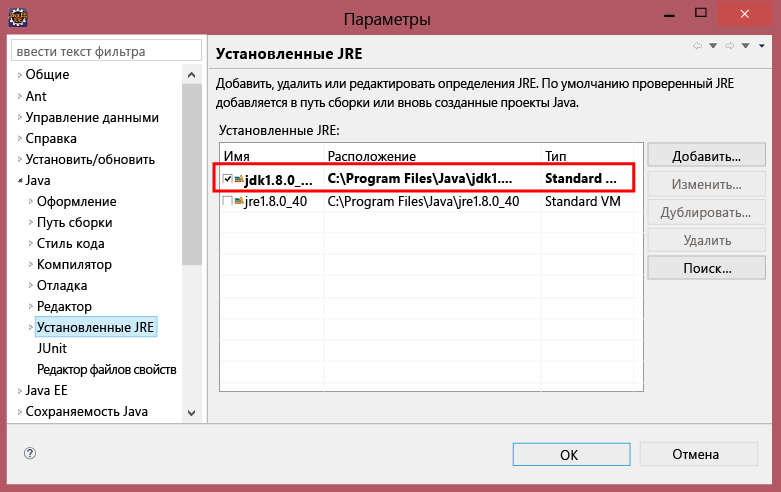 Параметры
ввести текст фильтра
Общие
Ant
Управление данными
Справка
Установить/обновить
Java
Оформление
Путь сборки
Стиль кода
Компилятор
Отладка
Редактор
Установленные JRE
JUnit
Редактор файлов свойств
Java EE
Сохраняемость Java
Установленные JRE
Добавить, удалить или редактировать определения JRE. По умолчанию проверенный JRE
добавляется в путь сборки или вновь созданные проекты Java.
Установленные JRE:
Имя Расположение Тип
jdk1.8.0_... C:\Program Files\Java\jdk1.... Standard ...
jre1.8.0_40 C:\Program Files\Java\jre1.8.0_40 Standard VM
Добавить...
Изменить...
Дублировать...
Удалить
Поиск...
OK
Отмена